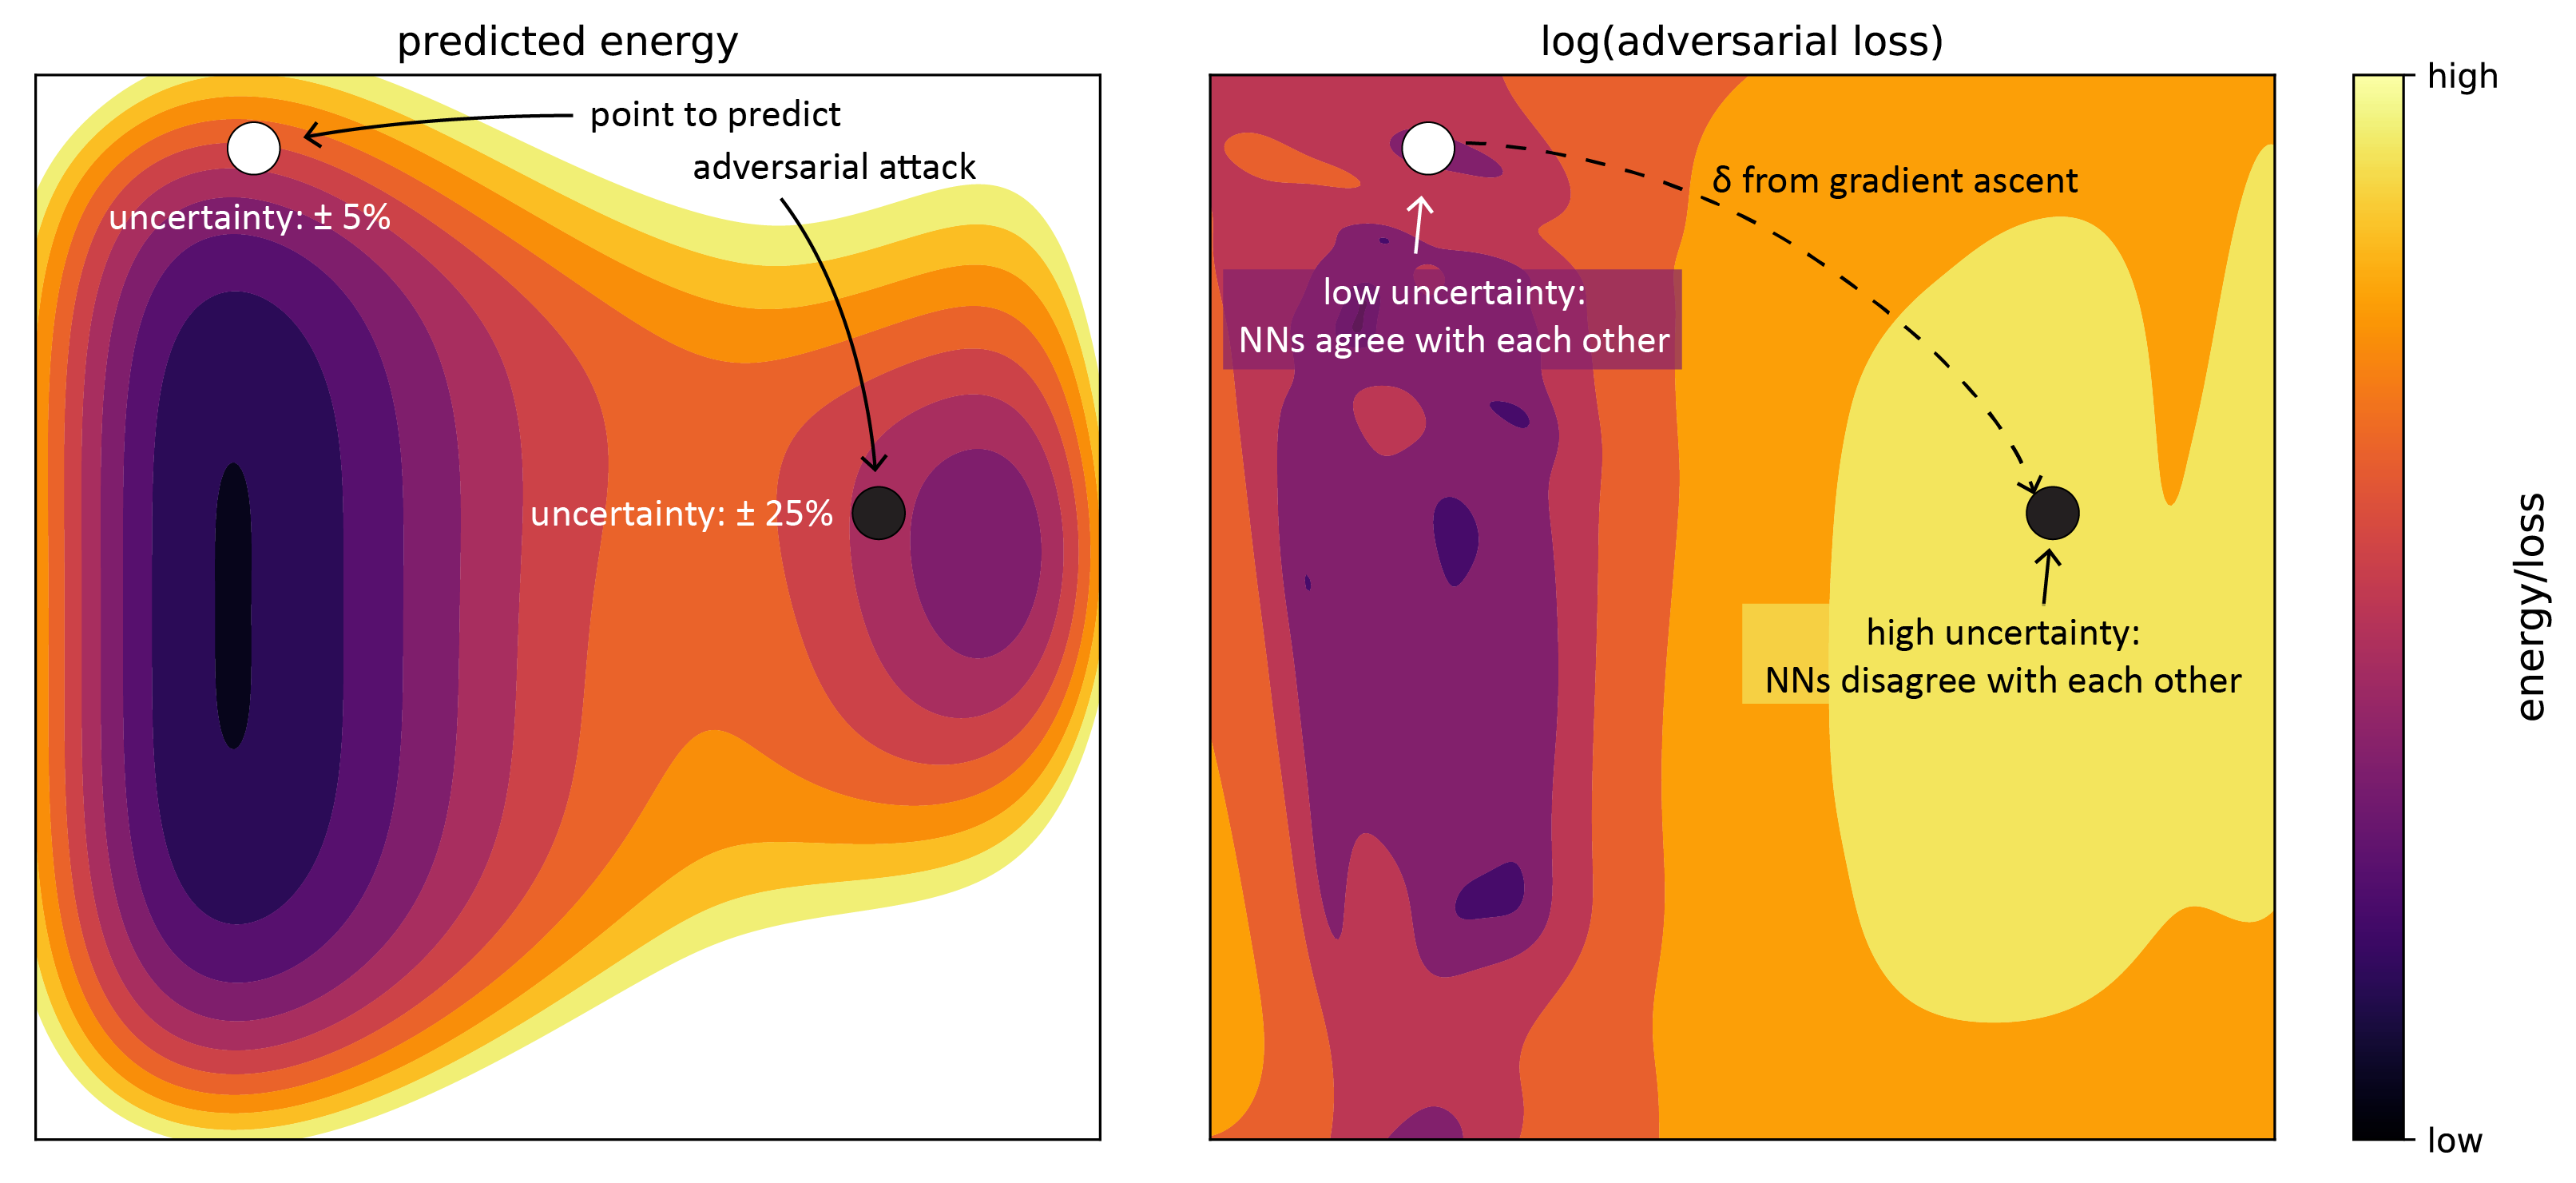 predicted energy
point to predict
adversarial attack
uncertainty: ± 5%
uncertainty: ± 25%
log(adversarial loss)
δ from gradient ascent
low uncertainty:
NNs agree with each other
high uncertainty:
NNs disagree with each other
high
energy/loss
low